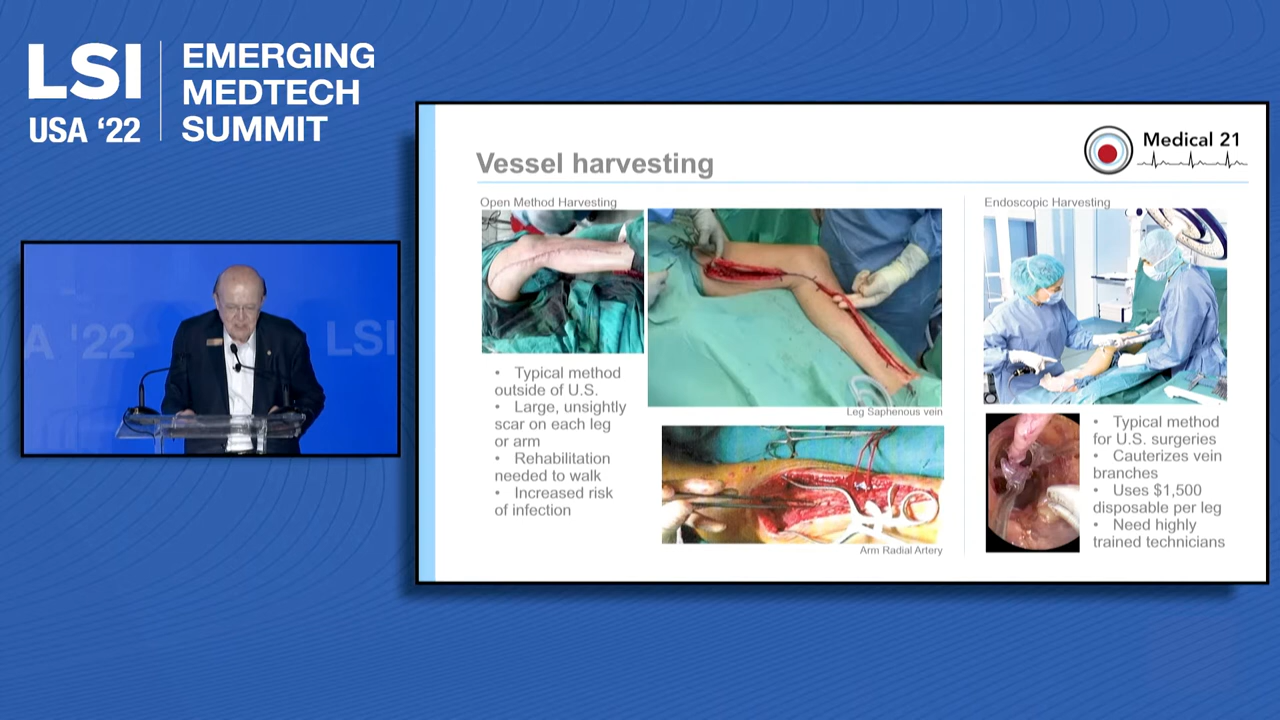 LSI
USA ‘22
EMERGING
MEDTECH
SUMMIT
A '22
LSI
Medical 21
Vessel harvesting
Open Method Harvesting
• Typical method
outside of U.S.
• Large, unsightly
scar on each leg
or arm
• Rehabilitation
needed to walk
• Increased risk
of infection
Leg Saphenous vein
Arm Radial Artery
Endoscopic Harvesting
• Typical method
for U.S. surgeries
• Cauterizes vein
branches
• Uses $1,500
disposable per leg
• Need highly
trained technicians